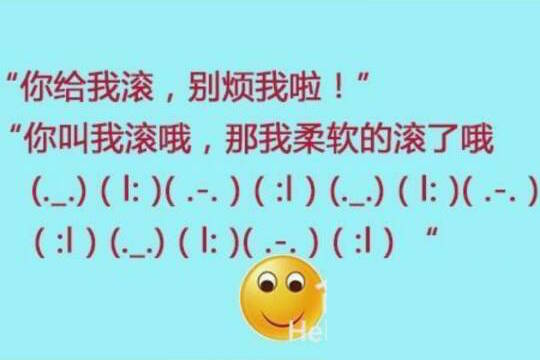 “你给我滚，别烦我啦！”
“你叫我滚哦，那我柔软的滚了哦
(._.) ( l: )( .-. ) ( :l ) (._.) ( l: )( .-. )
( :l ) (._.) ( l: )( .-. ) ( :l ) “